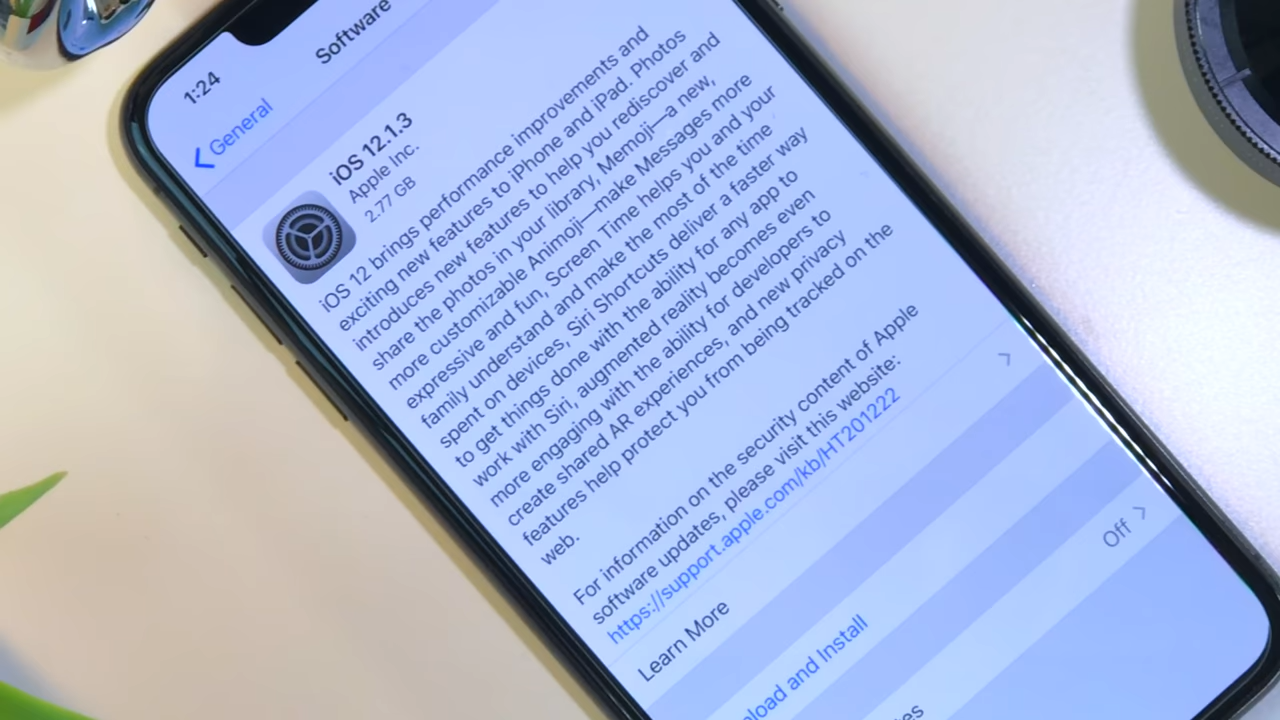 1:24
Software
General
iOS 12.1.3
Apple Inc.
2.77 GB
iOS 12 brings performance improvements and
exciting new features to iPhone and iPad. Photos
introduces new features to help you rediscover and
share the photos in your library, Memoji—a new,
more customizable Animoji—make Messages more
expressive and fun, Screen Time helps you and your
family understand and make the most of the time
spent on devices, Siri Shortcuts deliver a faster way
to get things done with the ability for any app to
work with Siri, augmented reality becomes even
more engaging with the ability for developers to
create shared AR experiences, and new privacy
features help protect you from being tracked on the
web.
For information on the security content of Apple
software updates, please visit this website:
https://support.apple.com/kb/HT201222
Learn More
and Install
Off